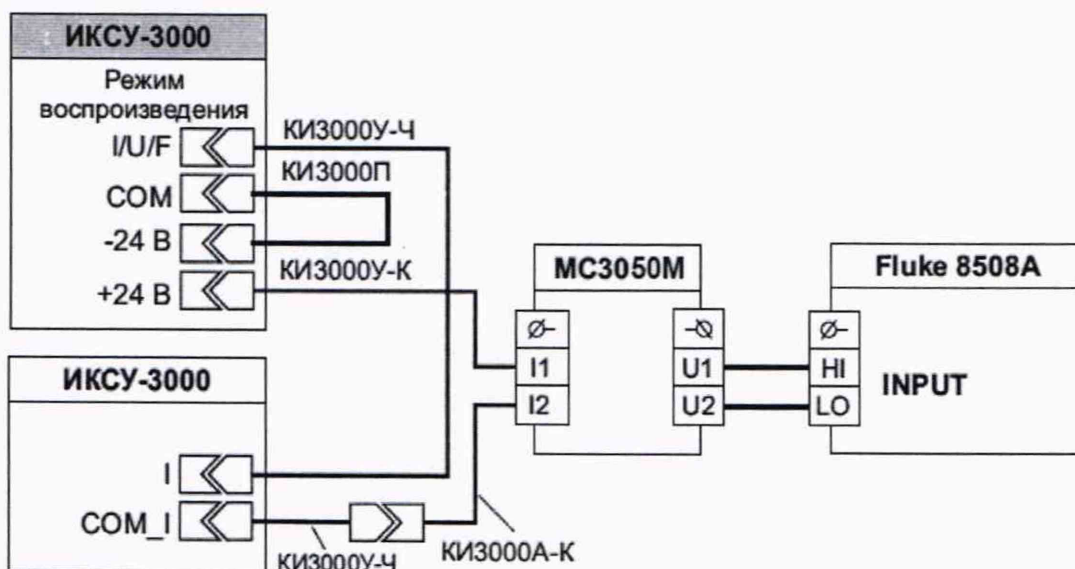 ИКСУ-3000
Режим
воспроизведения
I/U/F
КИ3000У-Ч
COM
КИ3000П
-24 В
+24 В
КИ3000У-К
ИКСУ-3000
I
COM_I
КИ3000У-Ч
КИ3000А-К
МС3050М
I1
I2
U1
U2
Fluke 8508A
HI
LO
INPUT